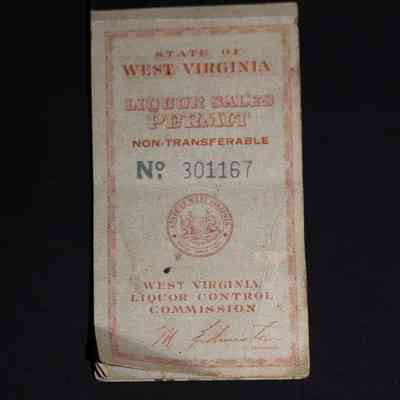 STATE OF
WEST VIRGINIA
LIQUOR SALES
PERMIT
NON-TRANSFERABLE
No. 301167
WEST VIRGINIA
LIQUOR CONTROL
COMMISSION